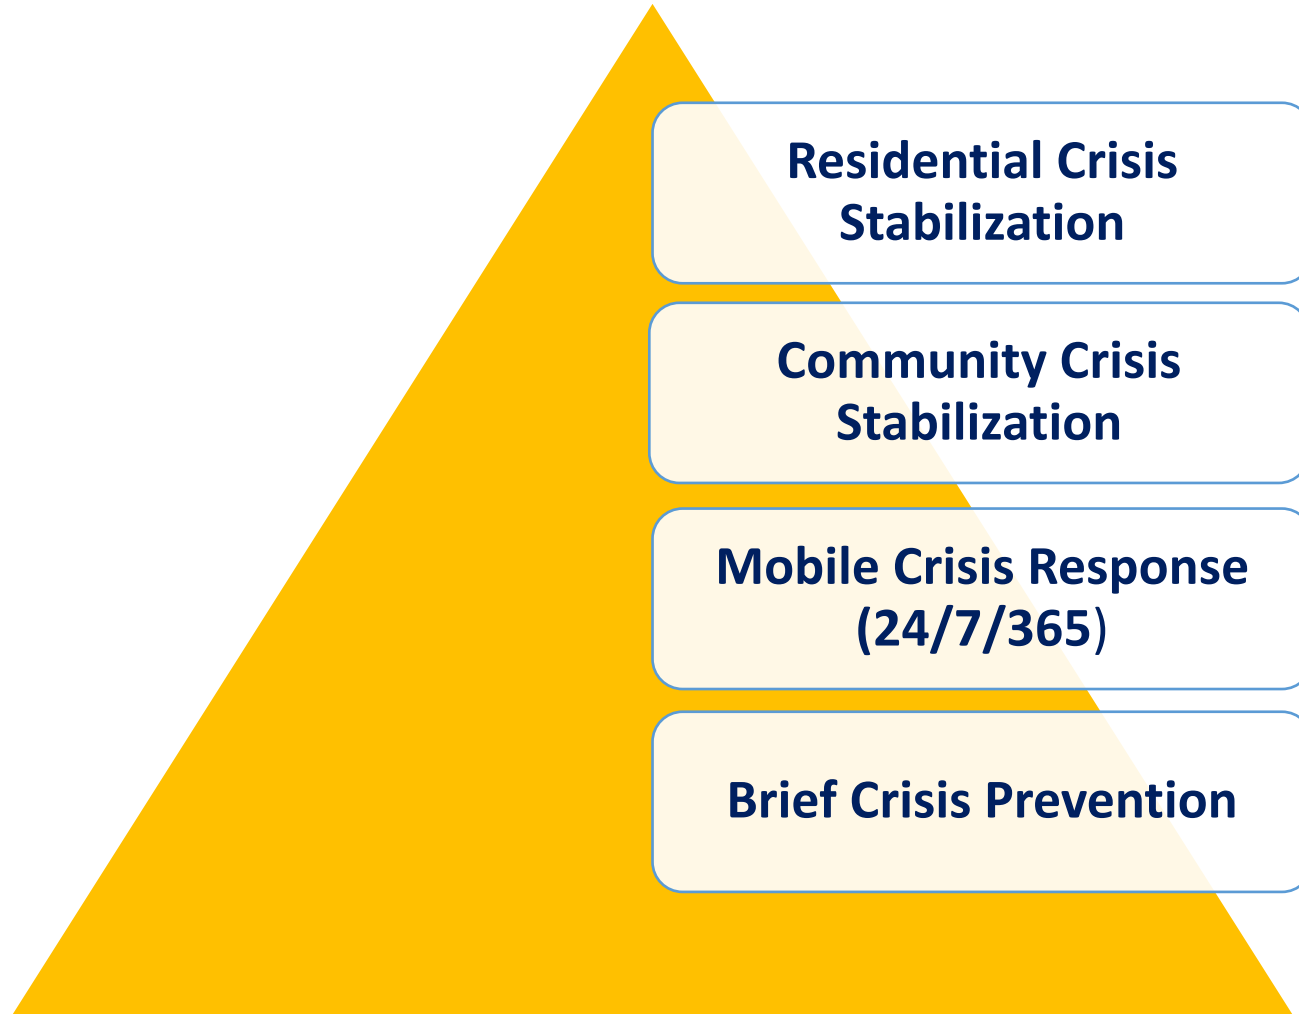 Residential Crisis
Stabilization
Community Crisis
Stabilization
Mobile Crisis Response
(24/7/365)
Brief Crisis Prevention